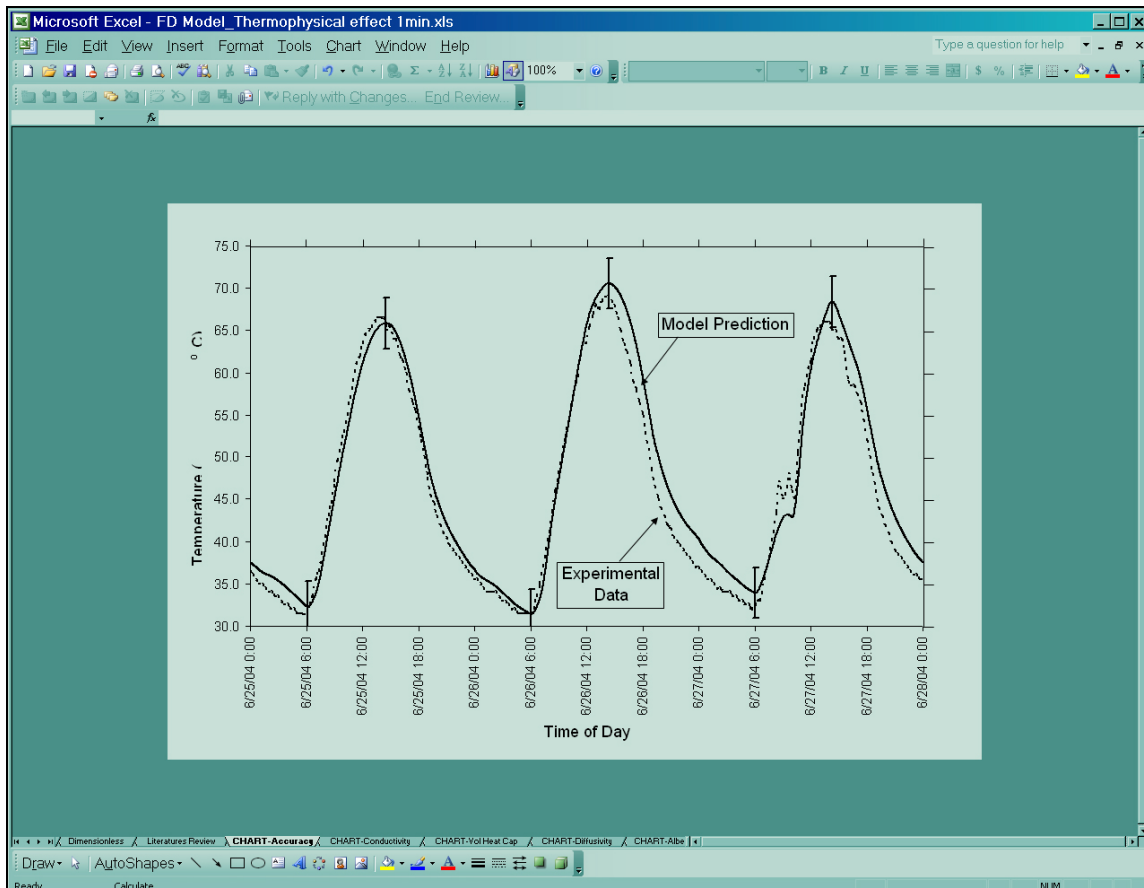 Microsoft Excel - FD Model_Thermophysical effect 1min.xls
File Edit View Insert Format Tools Chart Window Help
Type a question for help
100%
B I U $ %
Reply with Changes... End Review...
fx
75.0
70.0
65.0
60.0
55.0
50.0
45.0
40.0
35.0
30.0
Temperature (
° C)
Model Prediction
Experimental
Data
6/25/04 0:00
6/25/04 6:00
6/25/04 12:00
6/25/04 18:00
6/26/04 0:00
6/26/04 6:00
6/26/04 12:00
6/26/04 18:00
6/27/04 0:00
6/27/04 6:00
6/27/04 12:00
6/27/04 18:00
6/28/04 0:00
Time of Day
Dimensionless / Literatures Review \ CHART-Accuracy / CHART-Conductivity / CHART-Vol Heat Cap / CHART-Diffusivity / CHART-Albe
Draw AutoShapes
Ready Calculate NUM